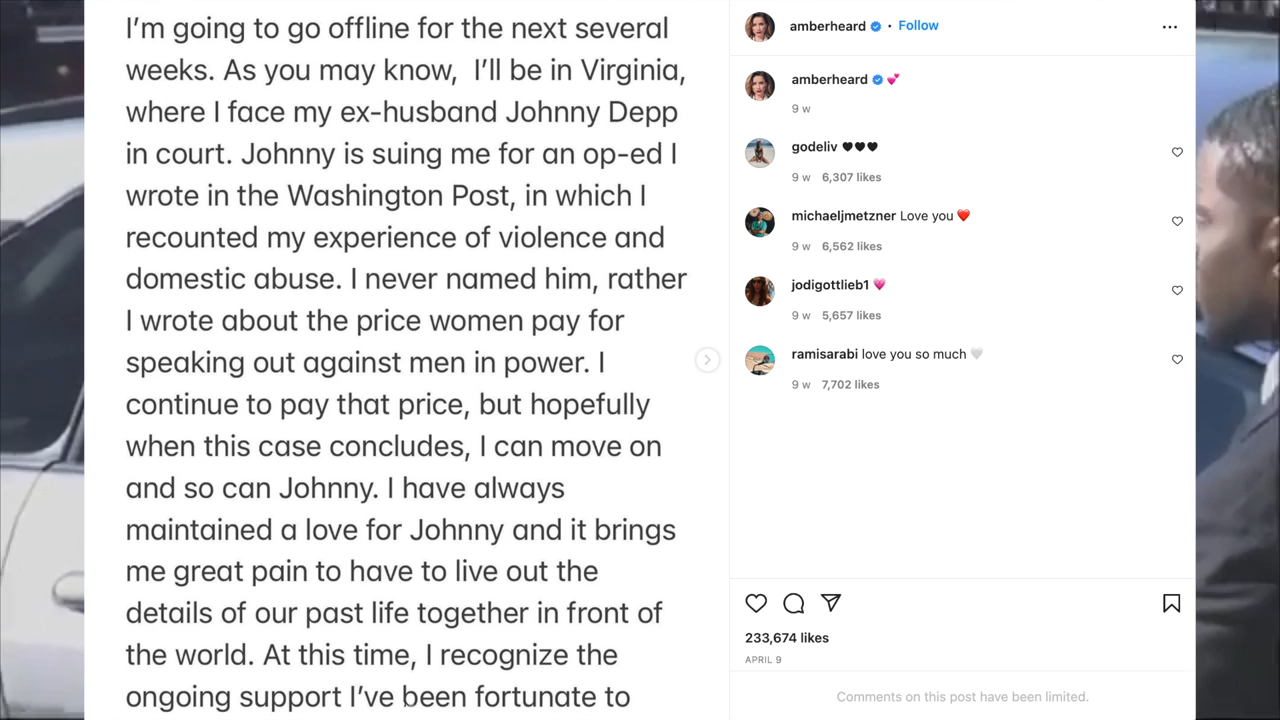 I'm going to go offline for the next several
weeks. As you may know,  I'll be in Virginia,
where I face my ex-husband Johnny Depp
in court. Johnny is suing me for an op-ed I
wrote in the Washington Post, in which I
recounted my experience of violence and
domestic abuse. I never named him, rather
I wrote about the price women pay for
speaking out against men in power. I
continue to pay that price, but hopefully
when this case concludes, I can move on
and so can Johnny. I have always
maintained a love for Johnny and it brings
me great pain to have to live out the
details of our past life together in front of
the world. At this time, I recognize the
ongoing support I've been fortunate to
amberheard • Follow
amberheard 💕
9 w
godeliv 🖤🖤🖤
9 w 6,307 likes
michaeljmetzner Love you ❤️
9 w 6,562 likes
jodigottlieb1 💗
9 w 5,657 likes
ramisarabi love you so much 🤍
9 w 7,702 likes
233,674 likes
APRIL 9
Comments on this post have been limited.